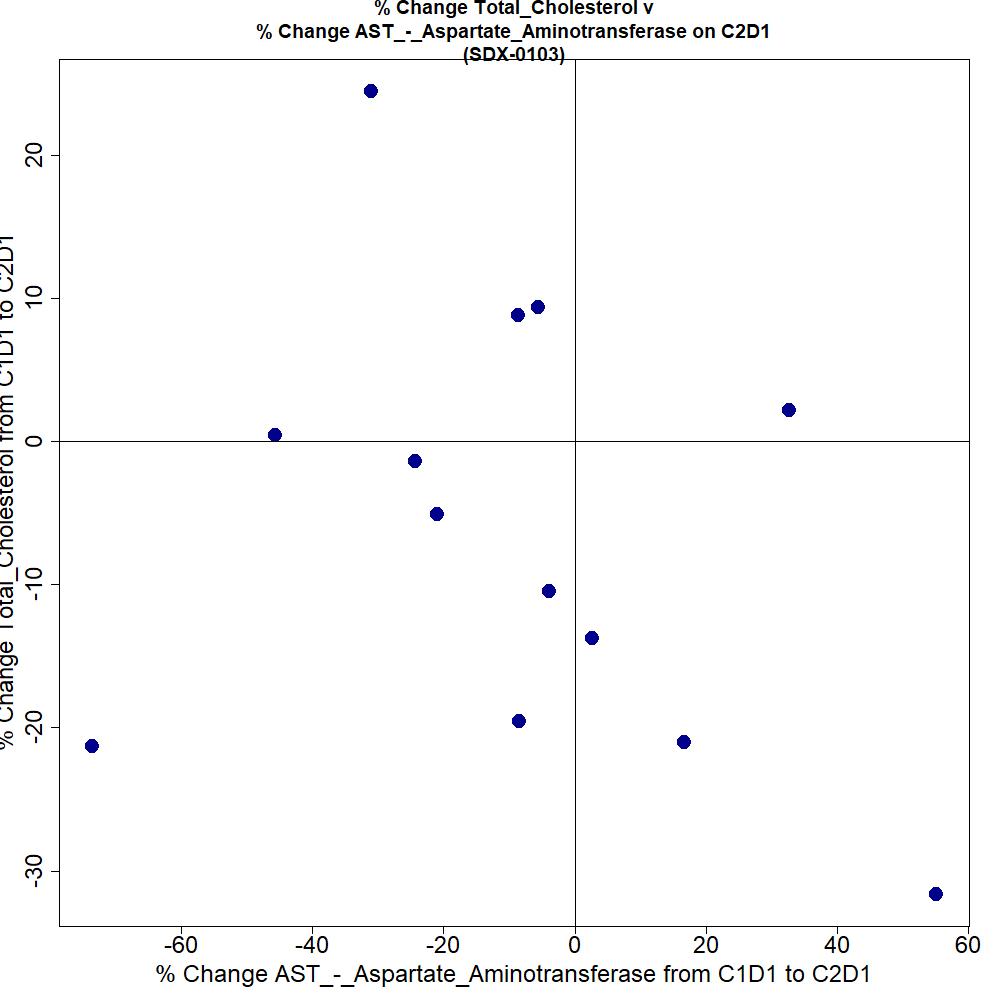 % Change Total_Cholesterol v
% Change AST_-_Aspartate_Aminotransferase on C2D1
(SDX-0103)
% Change Total_Cholesterol from C1D1 to C2D1
20
10
0
-10
-20
-30
-60
-40
-20
0
20
40
60
% Change AST_-_Aspartate_Aminotransferase from C1D1 to C2D1